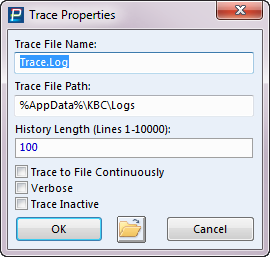 Trace Properties
Trace File Name:
Trace.Log
Trace File Path:
%AppData%\KBC\Logs
History Length (Lines 1-10000):
100
Trace to File Continuously
Verbose
Trace Inactive
OK
Cancel